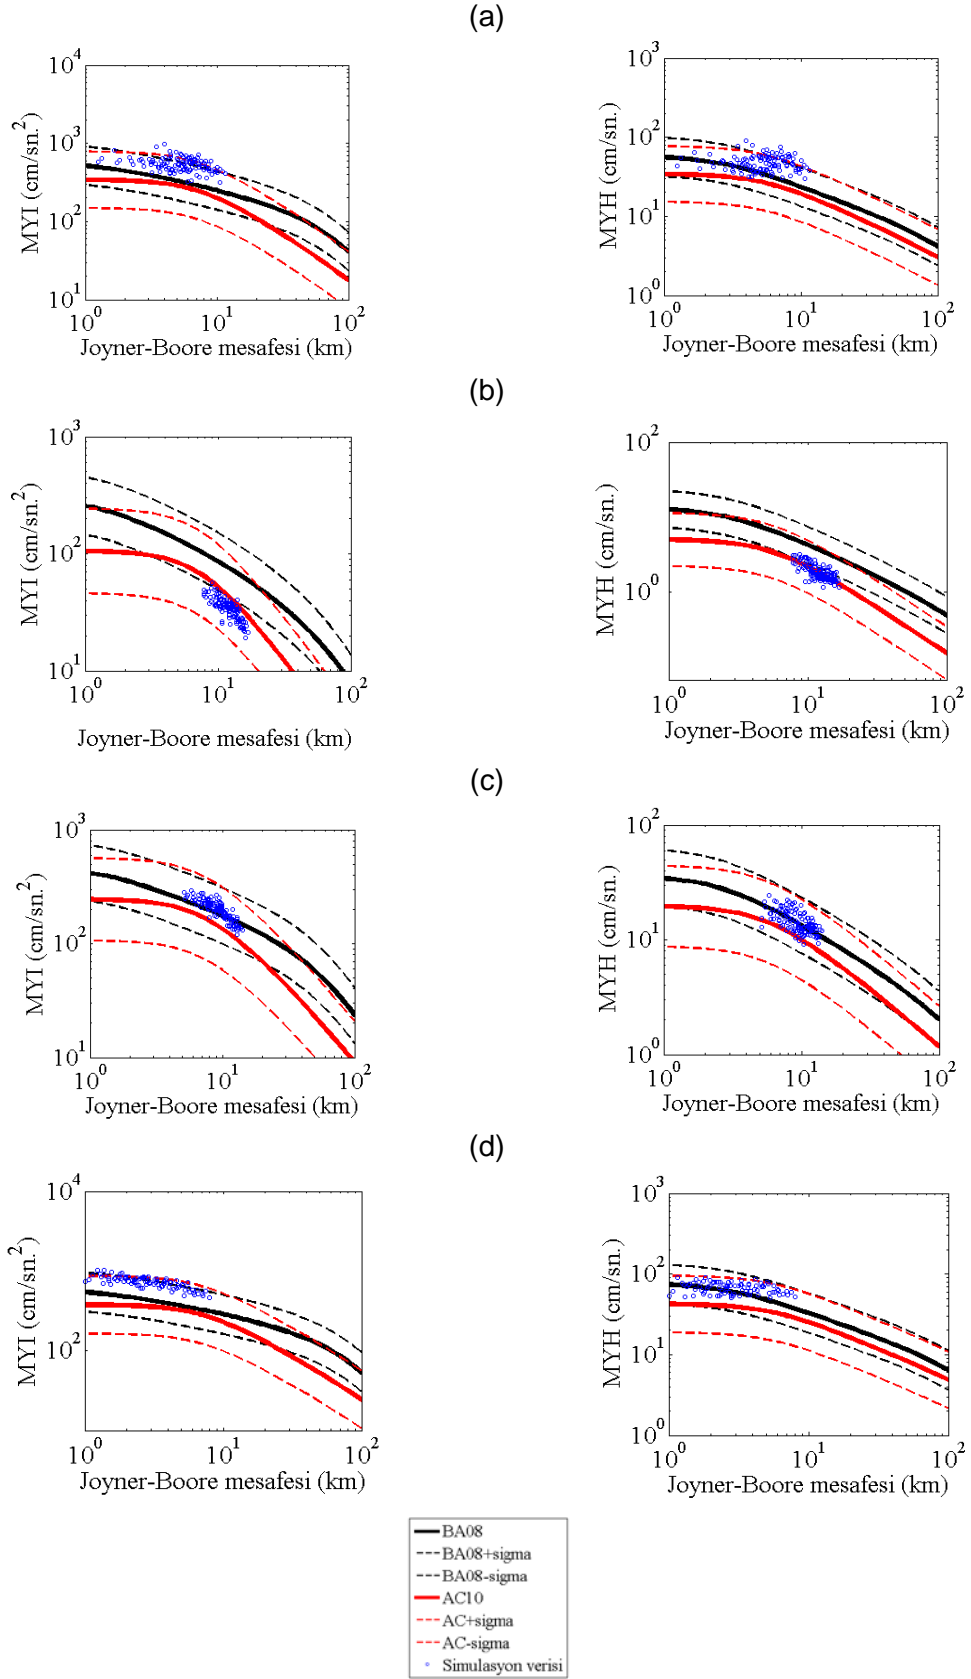 (a)
10^4
10^3
10^2
10^1
MYI (cm/sn.^2)
10^0 10^1 10^2
Joyner-Boore mesafesi (km)
10^3
10^2
10^1
10^0
MYH (cm/sn.)
10^0 10^1 10^2
Joyner-Boore mesafesi (km)
(b)
10^3
10^2
10^1
MYI (cm/sn.^2)
10^0 10^1 10^2
Joyner-Boore mesafesi (km)
10^2
10^0
MYH (cm/sn.)
10^0 10^1 10^2
Joyner-Boore mesafesi (km)
(c)
10^3
10^2
10^1
MYI (cm/sn.^2)
10^0 10^1 10^2
Joyner-Boore mesafesi (km)
10^2
10^1
10^0
MYH (cm/sn.)
10^0 10^1 10^2
Joyner-Boore mesafesi (km)
(d)
10^4
10^2
MYI (cm/sn.^2)
10^0 10^1 10^2
Joyner-Boore mesafesi (km)
10^3
10^2
10^1
10^0
MYH (cm/sn.)
10^0 10^1 10^2
Joyner-Boore mesafesi (km)
BA08
BA08+sigma
BA08-sigma
AC10
AC+sigma
AC-sigma
Simulasyon verisi